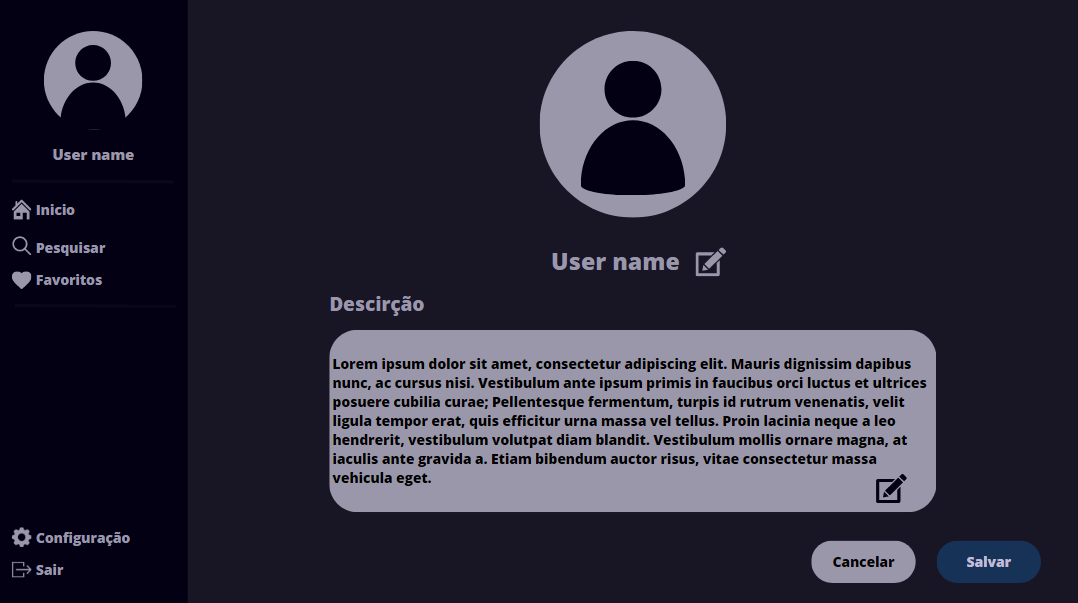 User name
Inicio
Pesquisar
Favoritos
Configuração
Sair
User name
Descirção
Lorem ipsum dolor sit amet, consectetur adipiscing elit. Mauris dignissim dapibus
nunc, ac cursus nisi. Vestibulum ante ipsum primis in faucibus orci luctus et ultrices
posuere cubilia curae; Pellentesque fermentum, turpis id rutrum venenatis, velit
ligula tempor erat, quis efficitur urna massa vel tellus. Proin lacinia neque a leo
hendrerit, vestibulum volutpat diam blandit. Vestibulum mollis ornare magna, at
iaculis ante gravida a. Etiam bibendum auctor risus, vitae consectetur massa
vehicula eget.
Cancelar
Salvar